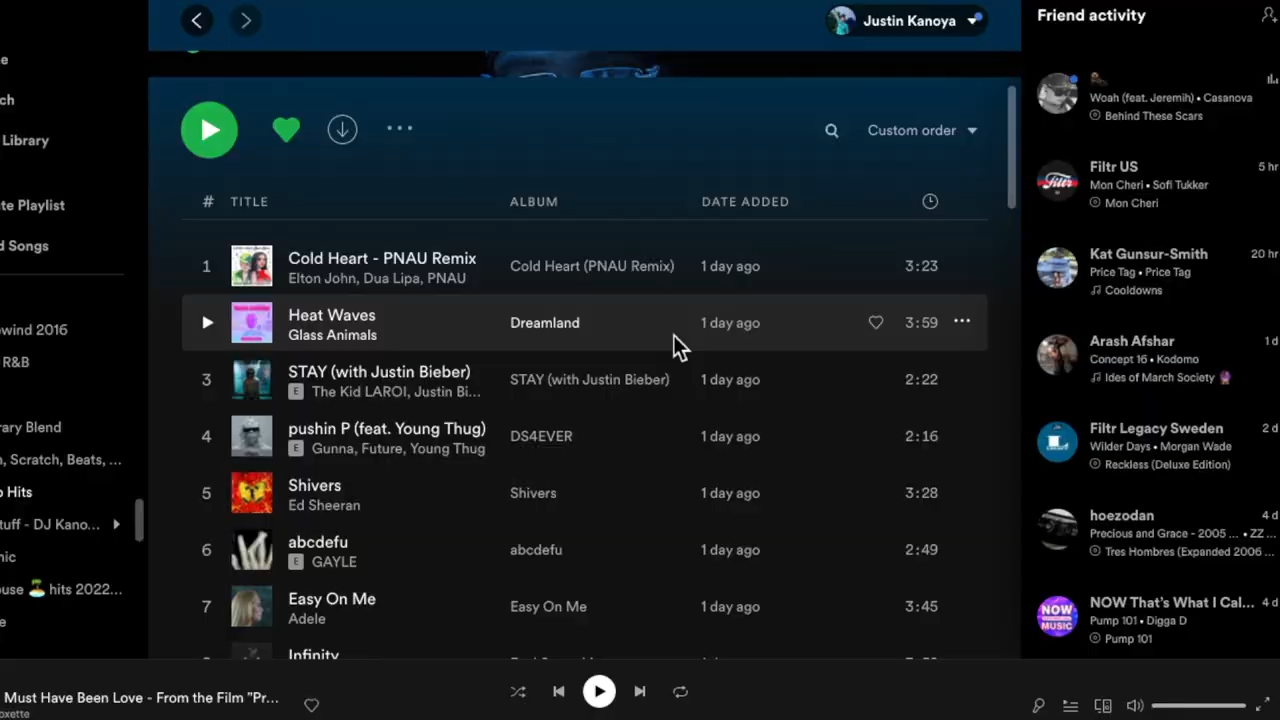 Justin Kanoya
Friend activity
e
ch
Library
te Playlist
d Songs
ewind 2016
R&B
rary Blend
n, Scratch, Beats, ...
o Hits
tuff - DJ Kano...
nic
ouse 🏝️ hits 2022...
e
Custom order
# TITLE ALBUM DATE ADDED
1 Cold Heart - PNAU Remix Cold Heart (PNAU Remix) 1 day ago 3:23
Elton John, Dua Lipa, PNAU
Heat Waves Dreamland 1 day ago 3:59
Glass Animals
3 STAY (with Justin Bieber) STAY (with Justin Bieber) 1 day ago 2:22
E The Kid LAROI, Justin Bi...
4 pushin P (feat. Young Thug) DS4EVER 1 day ago 2:16
E Gunna, Future, Young Thug
5 Shivers Shivers 1 day ago 3:28
Ed Sheeran
6 abcdefu abcdefu 1 day ago 2:49
E GAYLE
7 Easy On Me Easy On Me 1 day ago 3:45
Adele
Infinity
Woah (feat. Jeremih) • Casanova
Behind These Scars
Filtr US 5 hr
Mon Cheri • Sofi Tukker
Mon Cheri
Kat Gunsur-Smith 20 hr
Price Tag • Price Tag
Cooldowns
Arash Afshar 1 d
Concept 16 • Kodomo
Ides of March Society 🔮
Filtr Legacy Sweden 2 d
Wilder Days • Morgan Wade
Reckless (Deluxe Edition)
hoezodan 4 d
Precious and Grace - 2005 ... • ZZ ...
Tres Hombres (Expanded 2006 ...
NOW That's What I Cal... 4 d
Pump 101 • Digga D
Pump 101
NOW
MUSIC
Filtr
Must Have Been Love - From the Film "Pr...
oxette